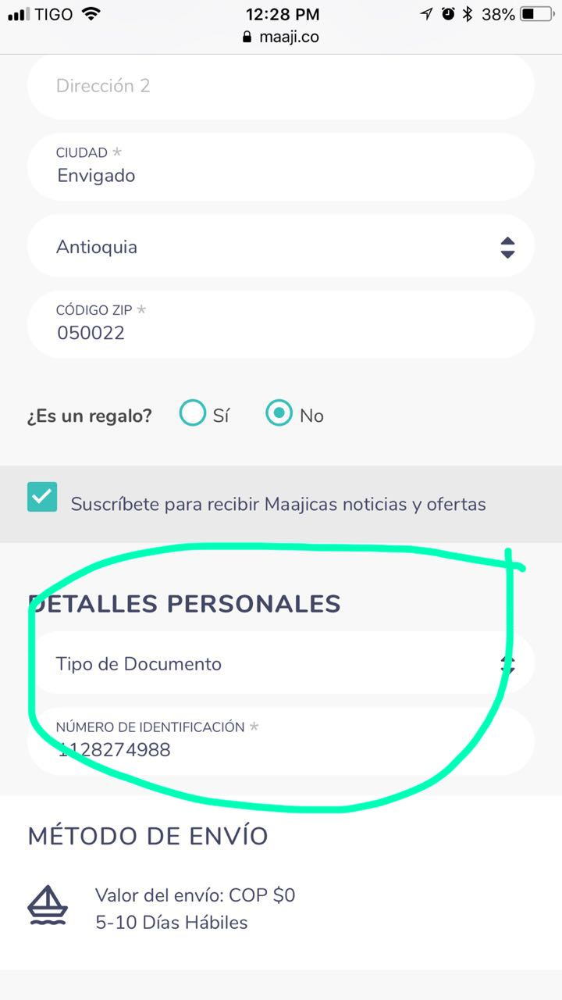 TIGO 12:28 PM 38%
maaji.co
Dirección 2
CIUDAD *
Envigado
Antioquia
CÓDIGO ZIP *
050022
¿Es un regalo? Sí No
Suscríbete para recibir Maajicas noticias y ofertas
DETALLES PERSONALES
Tipo de Documento
NÚMERO DE IDENTIFICACIÓN *
1128274988
MÉTODO DE ENVÍO
Valor del envío: COP $0
5-10 Días Hábiles